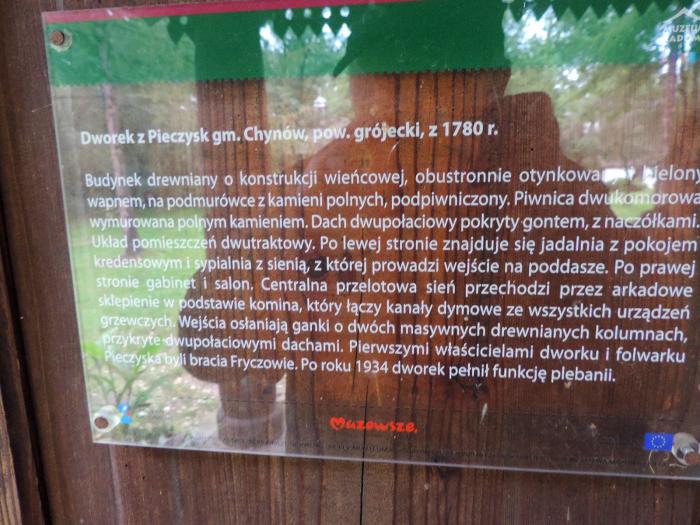 MUZEUM
Dworek z Pieczysk gm. Chynów, pow. grójecki, z 1780 r.
Budynek drewniany o konstrukcji wieńcowej, obustronnie
wapnem, na podmurówce z kamieni polnych, podpiwniczony. Piwnica dwukomorowa
wymurowana polnym kamieniem. Dach dwupołaciowy pokryty gontem, z naczółkami.
Układ pomieszczeń dwutraktowy. Po lewej stronie znajduje się jadalnia z pokojem
kredensowym i sypialnia z sienią, z której prowadzi wejście na poddasze. Po prawej
stronie gabinet i salon. Centralna przelotowa sień przechodzi przez arkadowe
sklepienie w podstawie komina, który łączy kanały dymowe ze wszystkich urządzeń
grzewczych. Wejścia osłaniają ganki o dwóch masywnych drewnianych kolumnach,
przykryte dwupołaciowymi dachami. Pierwszymi właścicielami dworku i folwarku
Pieczyska byli bracia Fryczowie. Po roku 1934 dworek pełnił funkcję plebanii.
Mazowsze.